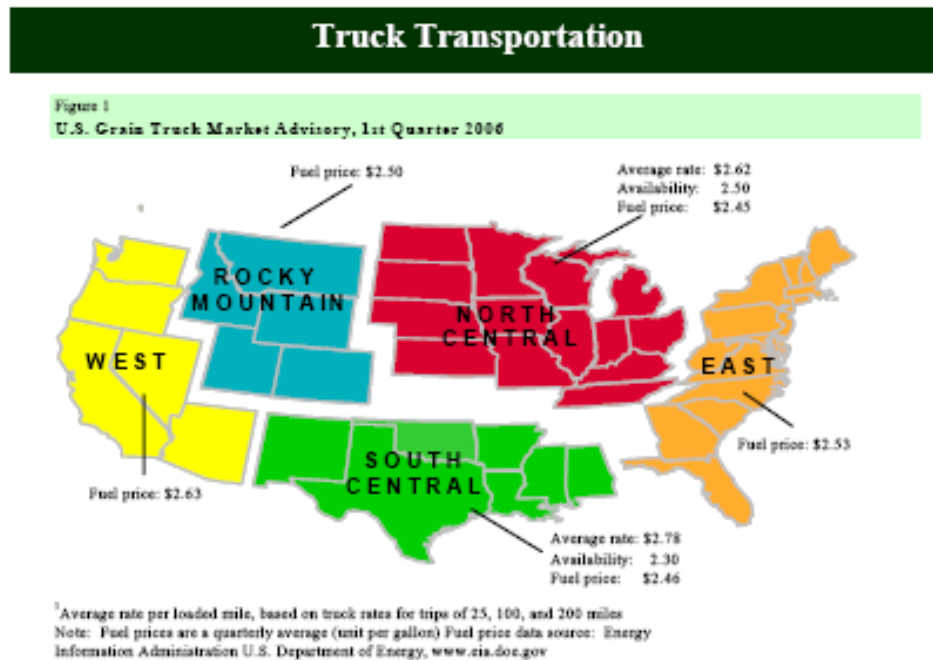 Truck Transportation
Figure 1
U.S. Grain Truck Market Advisory, 1st Quarter 2006
Fuel price: $2.50
Average rate: $2.62
Availability: 2.50
Fuel price: $2.45
ROCKY
MOUNTAIN
NORTH
CENTRAL
WEST
EAST
Fuel price: $2.53
SOUTH
CENTRAL
Fuel price: $2.63
Average rate: $2.78
Availability: 2.30
Fuel price: $2.46
1Average rate per loaded mile, based on truck rates for trips of 25, 100, and 200 miles
Note: Fuel prices are a quarterly average (unit per gallon) Fuel price data source: Energy
Information Administration U.S. Department of Energy, www.eia.doe.gov